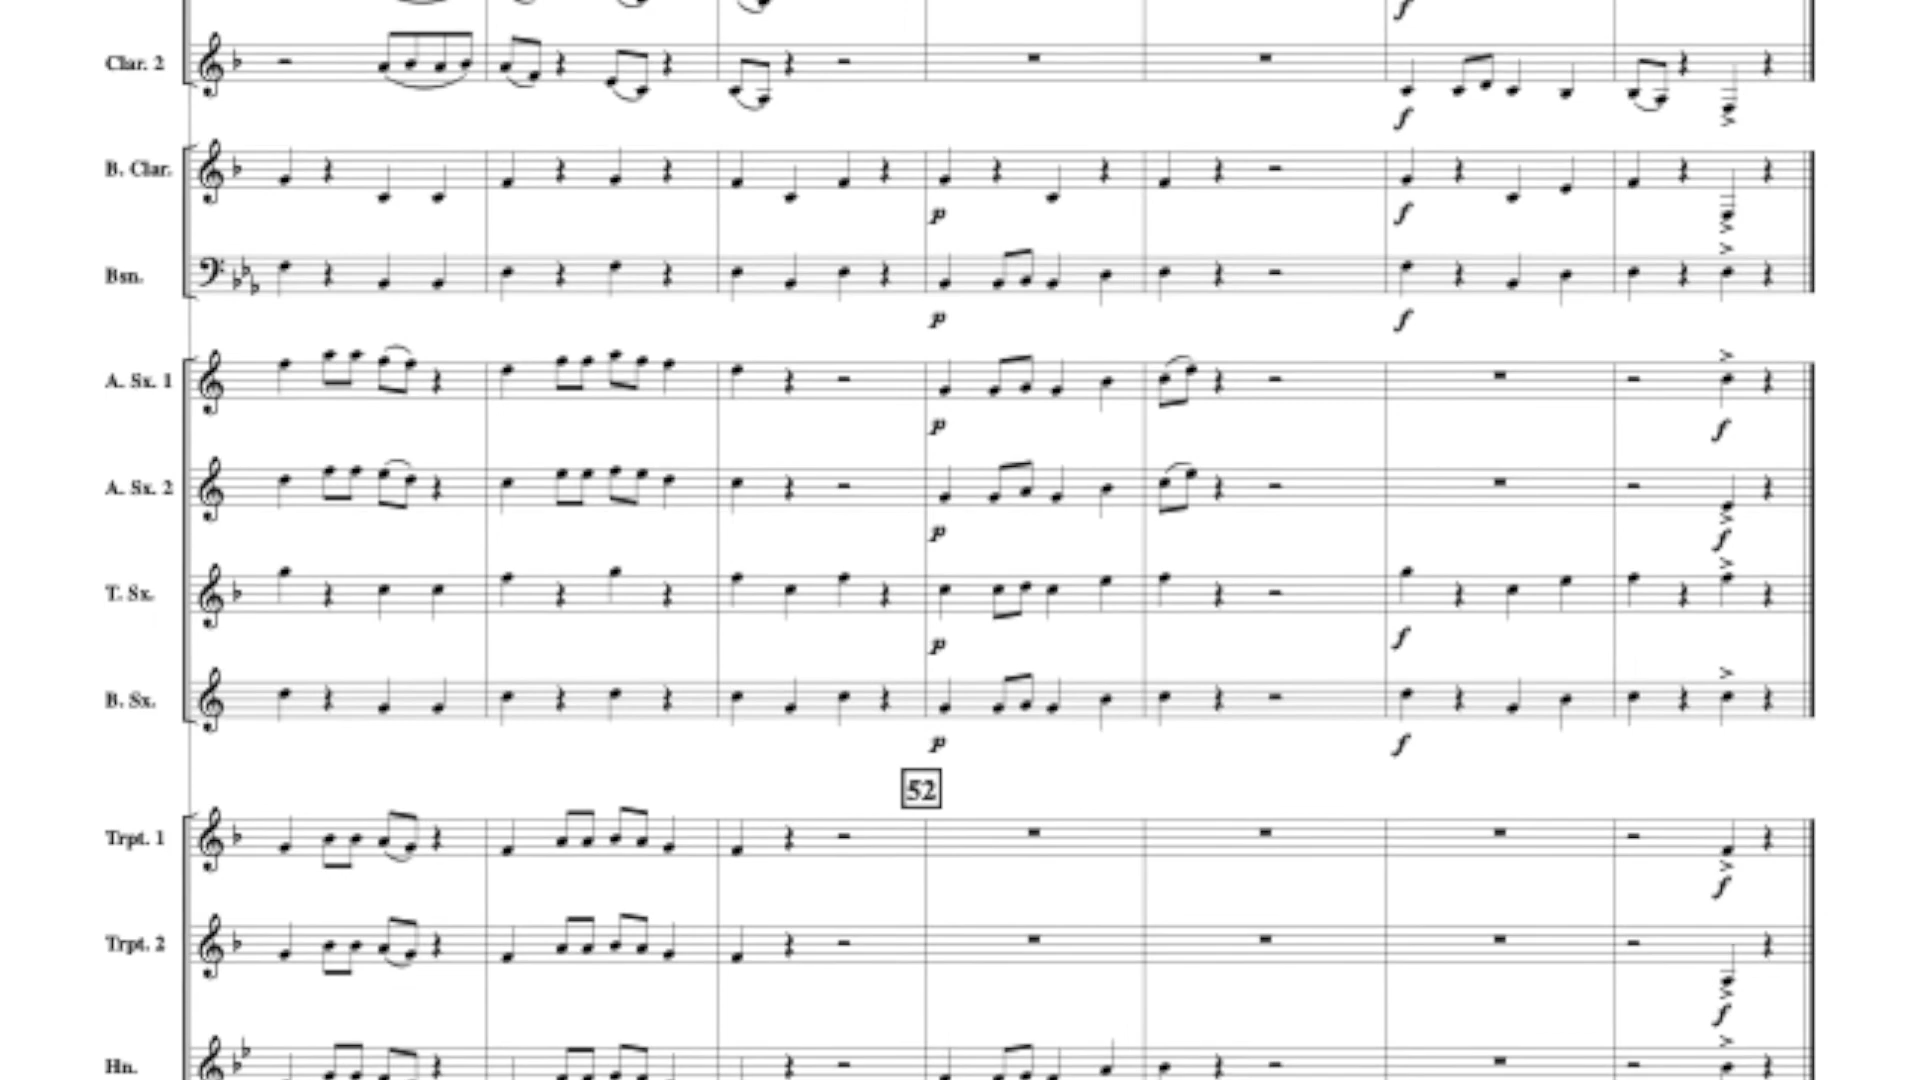 f
Clar. 2
f
B. Clar.
p f
Bsn.
p f
A. Sx. 1
p f
A. Sx. 2
p f
T. Sx.
p f
B. Sx.
p f
52
Trpt. 1
f
Trpt. 2
f
Hn.